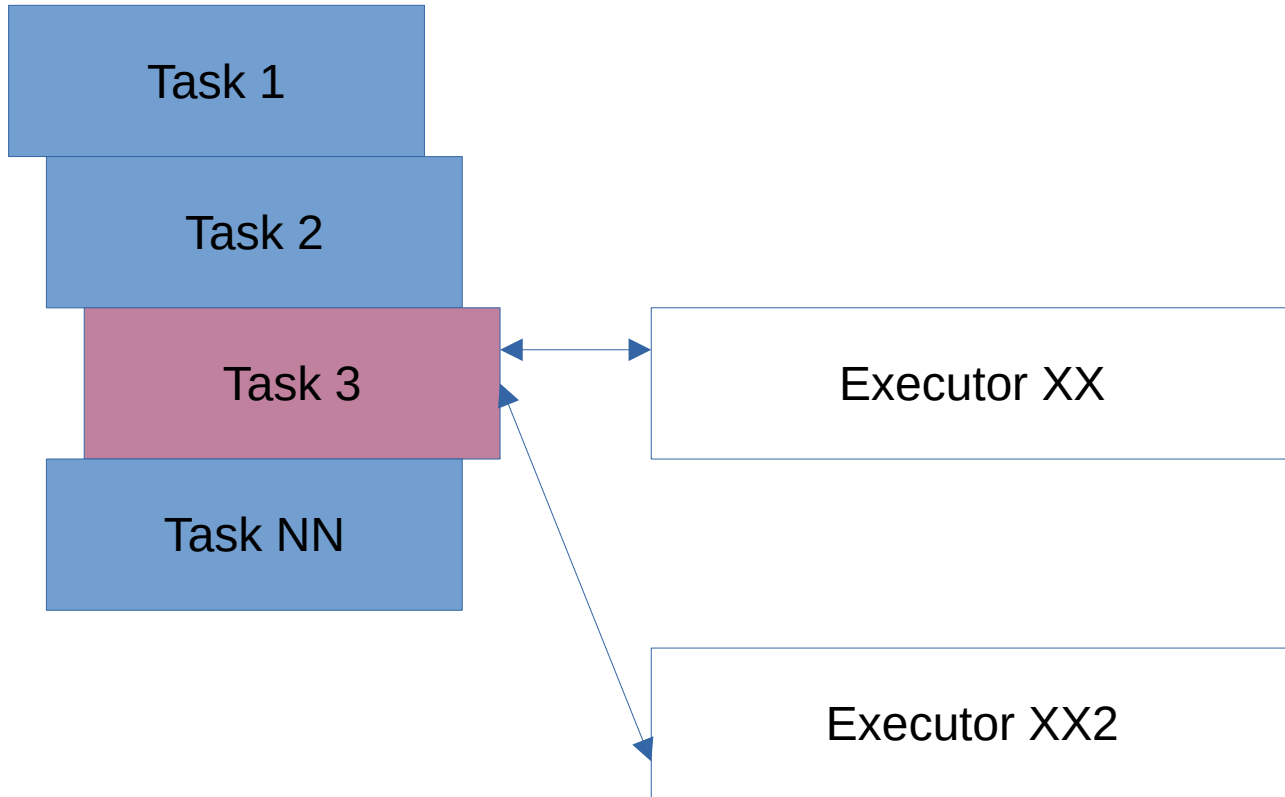 Task 1
Task 2
Task 3
Executor XX
Task NN
Executor XX2